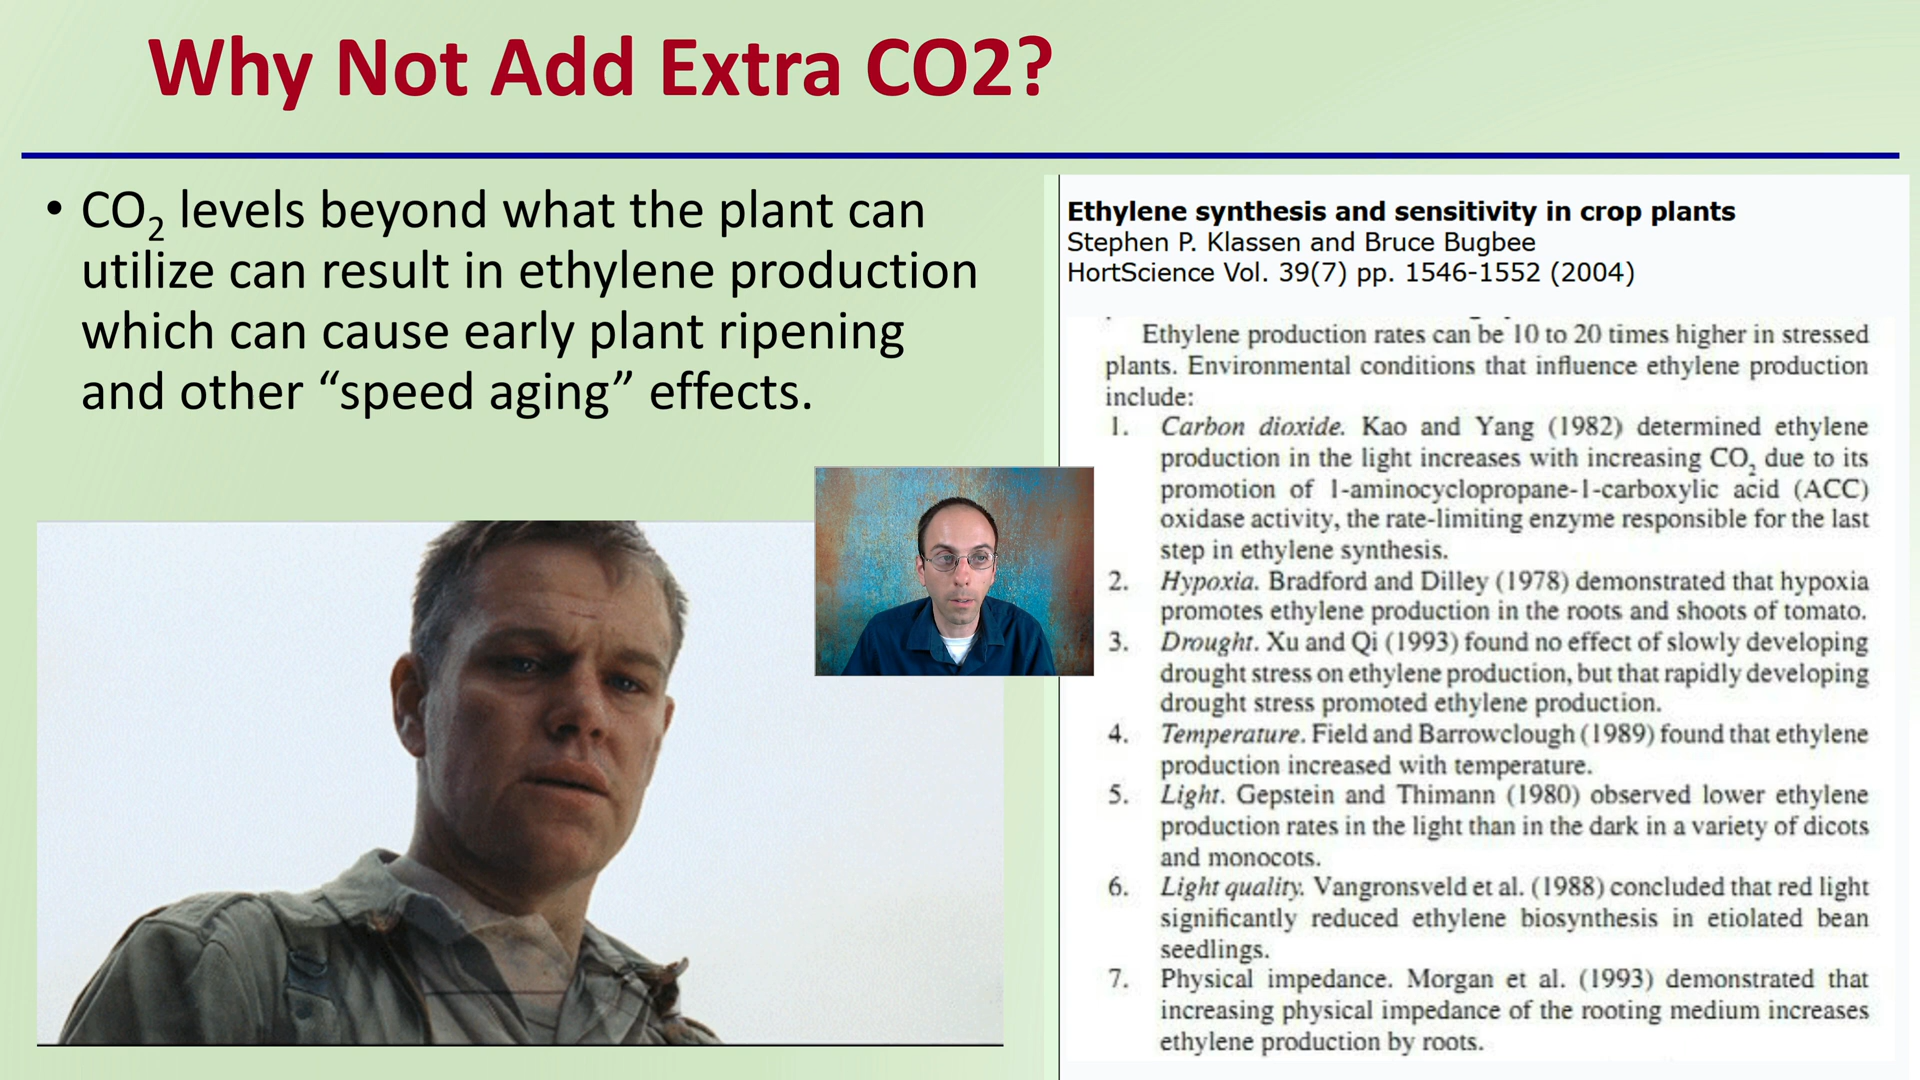 Why Not Add Extra CO2?
• CO₂ levels beyond what the plant can
utilize can result in ethylene production
which can cause early plant ripening
and other “speed aging” effects.
Ethylene synthesis and sensitivity in crop plants
Stephen P. Klassen and Bruce Bugbee
HortScience Vol. 39(7) pp. 1546-1552 (2004)
Ethylene production rates can be 10 to 20 times higher in stressed
plants. Environmental conditions that influence ethylene production
include:
1. Carbon dioxide. Kao and Yang (1982) determined ethylene
production in the light increases with increasing CO₂ due to its
promotion of 1-aminocyclopropane-1-carboxylic acid (ACC)
oxidase activity, the rate-limiting enzyme responsible for the last
step in ethylene synthesis.
2. Hypoxia. Bradford and Dilley (1978) demonstrated that hypoxia
promotes ethylene production in the roots and shoots of tomato.
3. Drought. Xu and Qi (1993) found no effect of slowly developing
drought stress on ethylene production, but that rapidly developing
drought stress promoted ethylene production.
4. Temperature. Field and Barrowclough (1989) found that ethylene
production increased with temperature.
5. Light. Gepstein and Thimann (1980) observed lower ethylene
production rates in the light than in the dark in a variety of dicots
and monocots.
6. Light quality. Vangronsveld et al. (1988) concluded that red light
significantly reduced ethylene biosynthesis in etiolated bean
seedlings.
7. Physical impedance. Morgan et al. (1993) demonstrated that
increasing physical impedance of the rooting medium increases
ethylene production by roots.